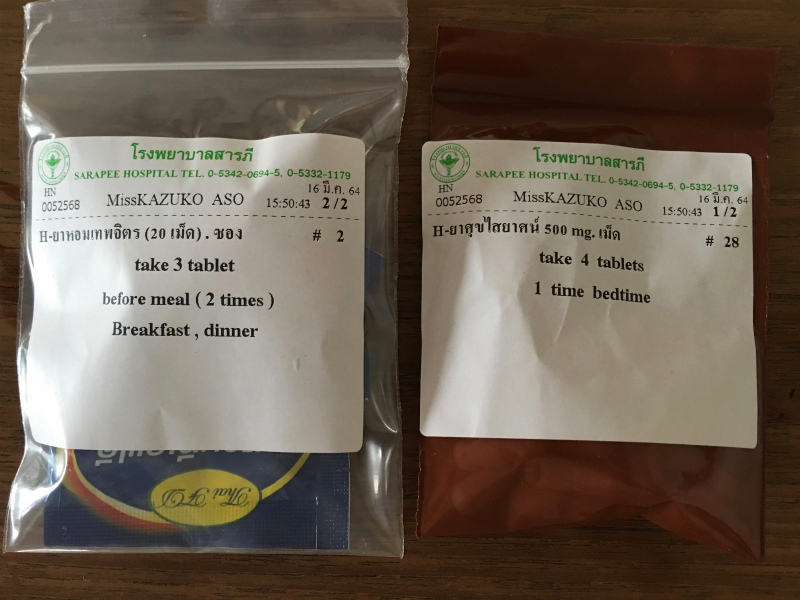 โรงพยาบาลสารภี
SARAPEE HOSPITAL TEL. 0-5342-0694-5, 0-5332-1179
HN
0052568
MissKAZUKO ASO
16 มี.ค. 64
15:50:43 2/2
H-ยาหอมเทพจิตร (20 เม็ด) . ซอง # 2
take 3 tablet
before meal ( 2 times )
Breakfast , dinner
Thai FD
โรงพยาบาลสารภี
SARAPEE HOSPITAL TEL. 0-5342-0694-5, 0-5332-1179
HN
0052568
MissKAZUKO ASO
16 มี.ค. 64
15:50:43 1/2
H-ยาศุขไสยาศน์ 500 mg. เม็ด # 28
take 4 tablets
1 time bedtime